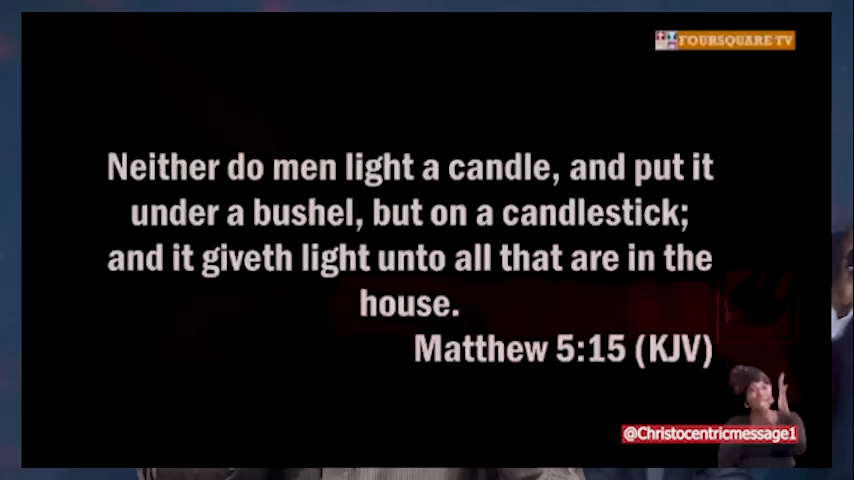 FOURSQUARE TV
Neither do men light a candle, and put it
under a bushel, but on a candlestick;
and it giveth light unto all that are in the
house.
Matthew 5:15 (KJV)
@Christocentricmessage1